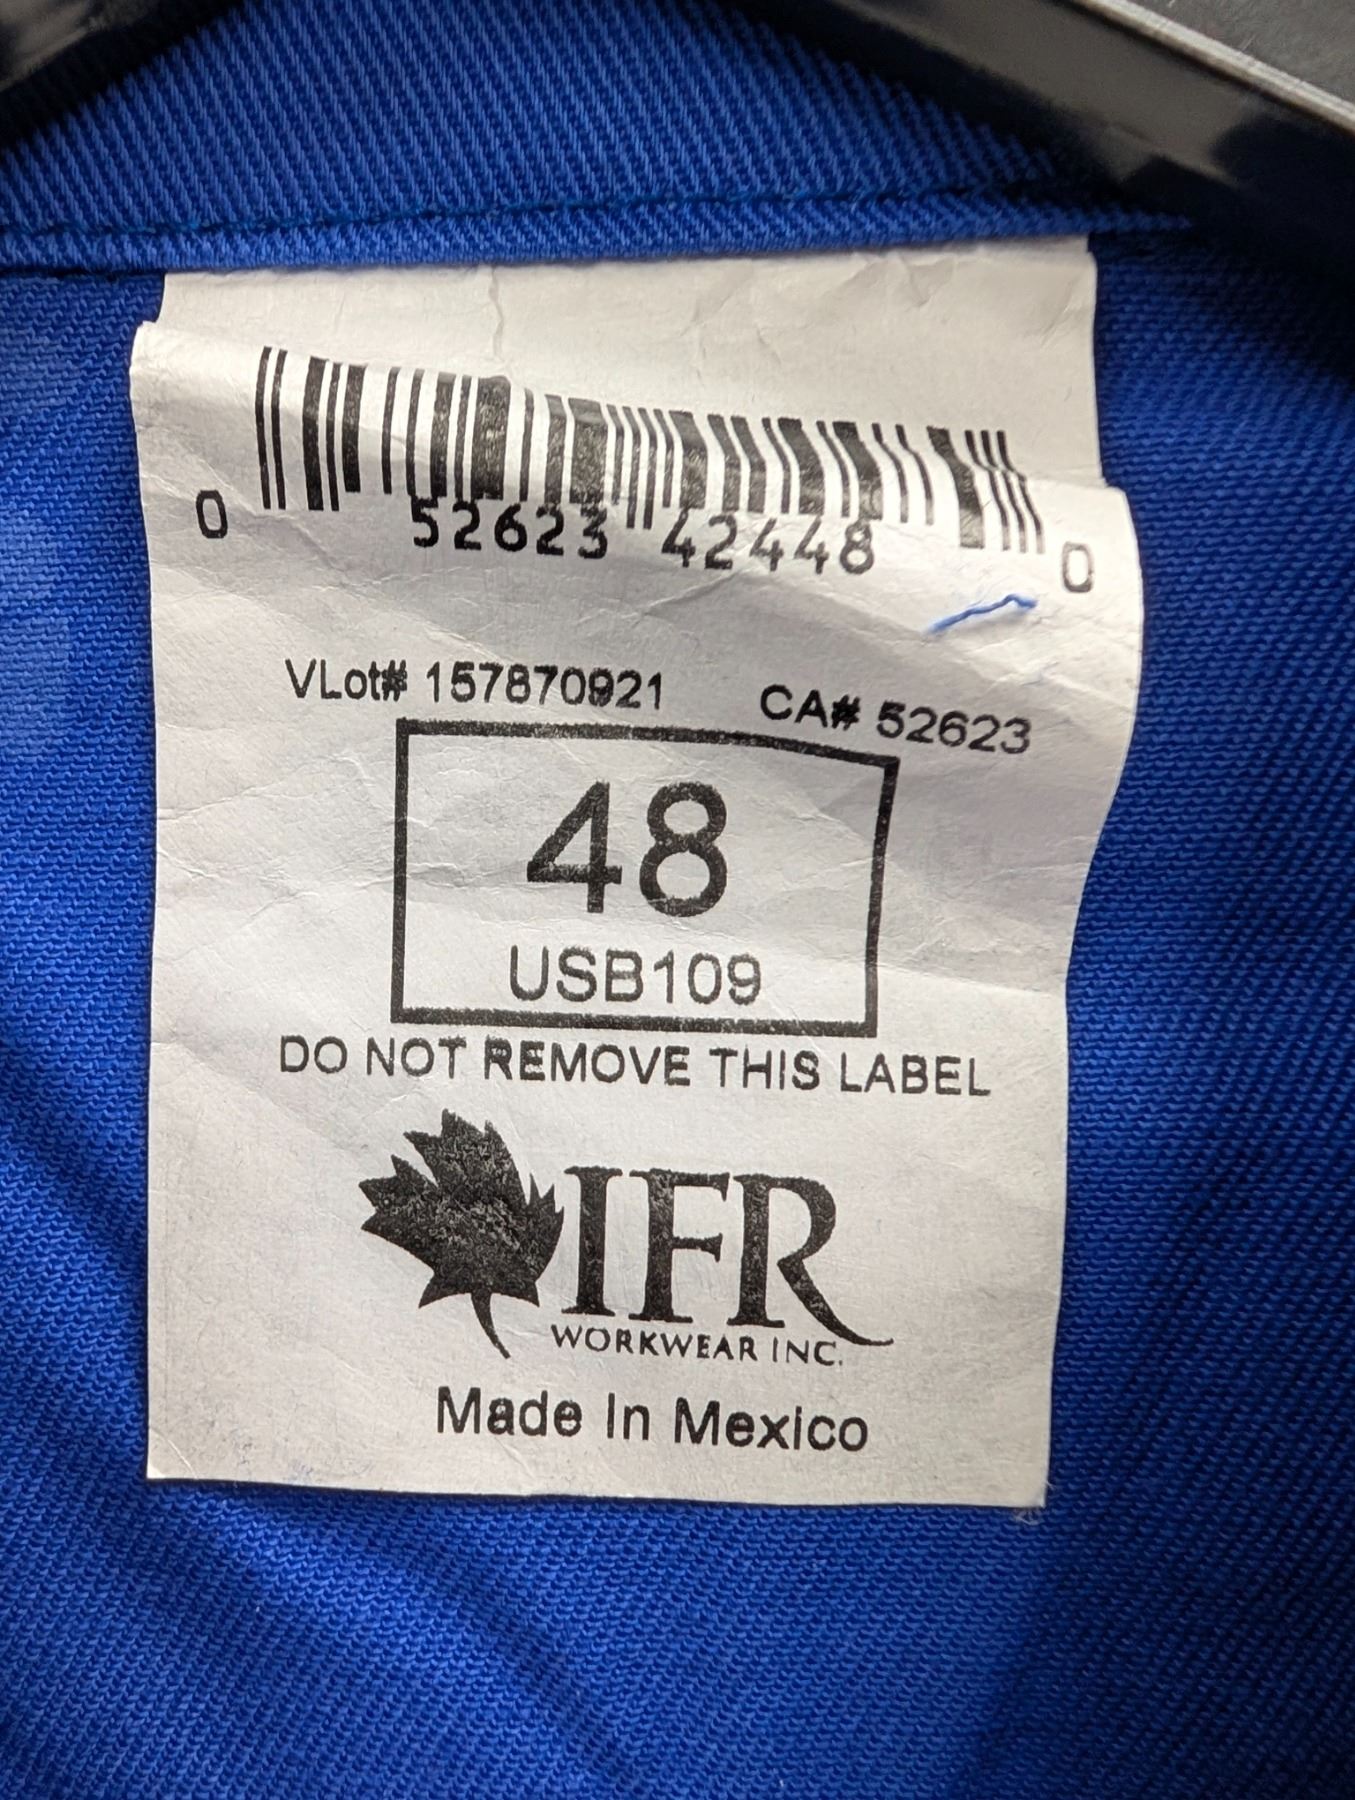 0 52623 42448 0
VLot# 157870921 CA# 52623
48
USB109
DO NOT REMOVE THIS LABEL
IFR
WORKWEAR INC.
Made In Mexico